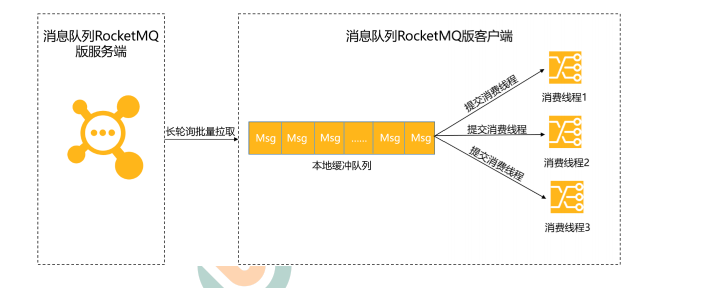 消息队列RocketMQ
版服务端
消息队列RocketMQ版客户端
长轮询批量拉取
Msg Msg Msg ...... Msg Msg
本地缓冲队列
提交消费线程
提交消费线程
提交消费线程
消费线程1
消费线程2
消费线程3